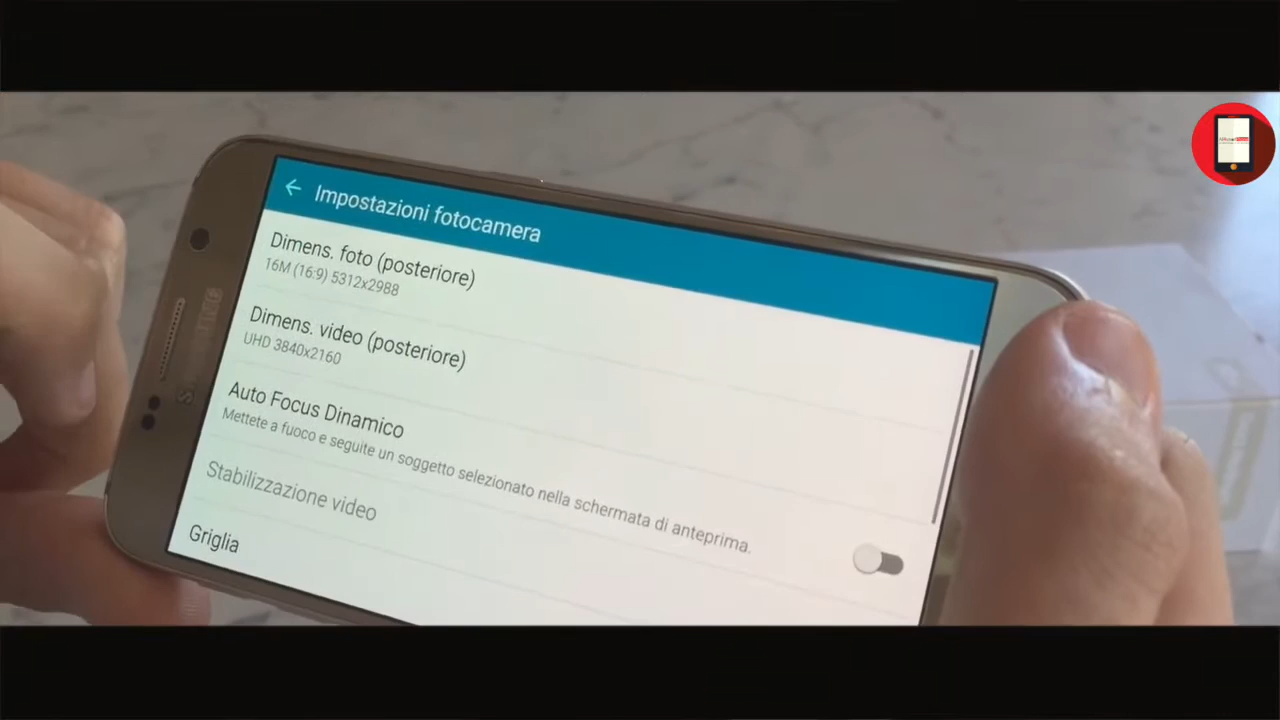 Impostazioni fotocamera
Dimens. foto (posteriore)
16M (16:9) 5312x2988
Dimens. video (posteriore)
UHD 3840x2160
Auto Focus Dinamico
Mettete a fuoco e seguite un soggetto selezionato nella schermata di anteprima.
Stabilizzazione video
Griglia
SAMSUNG